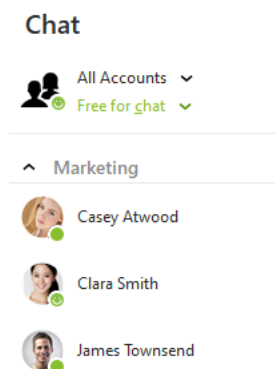 Chat
All Accounts
Free for chat
Marketing
Casey Atwood
Clara Smith
James Townsend